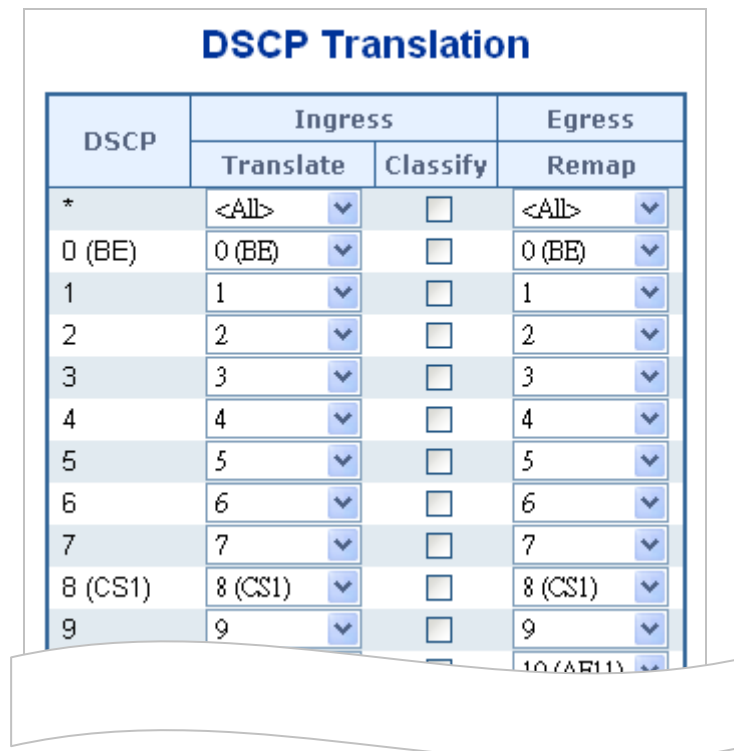 DSCP Translation
DSCP Ingress Egress
Translate Classify Remap
* <All> <All>
0 (BE) 0 (BE) 0 (BE)
1 1 1
2 2 2
3 3 3
4 4 4
5 5 5
6 6 6
7 7 7
8 (CS1) 8 (CS1) 8 (CS1)
9 9 9
10 (AF11)